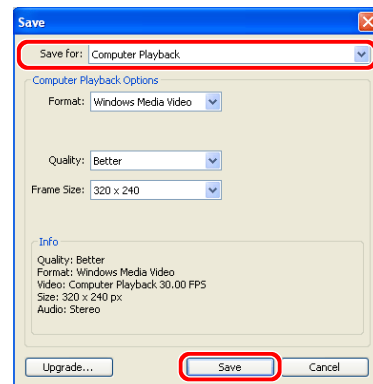 Save
Save for: Computer Playback
Computer Playback Options
Format: Windows Media Video
Quality: Better
Frame Size: 320 x 240
Info
Quality: Better
Format: Windows Media Video
Video: Computer Playback 30.00 FPS
Size: 320 x 240 px
Audio: Stereo
Upgrade... Save Cancel